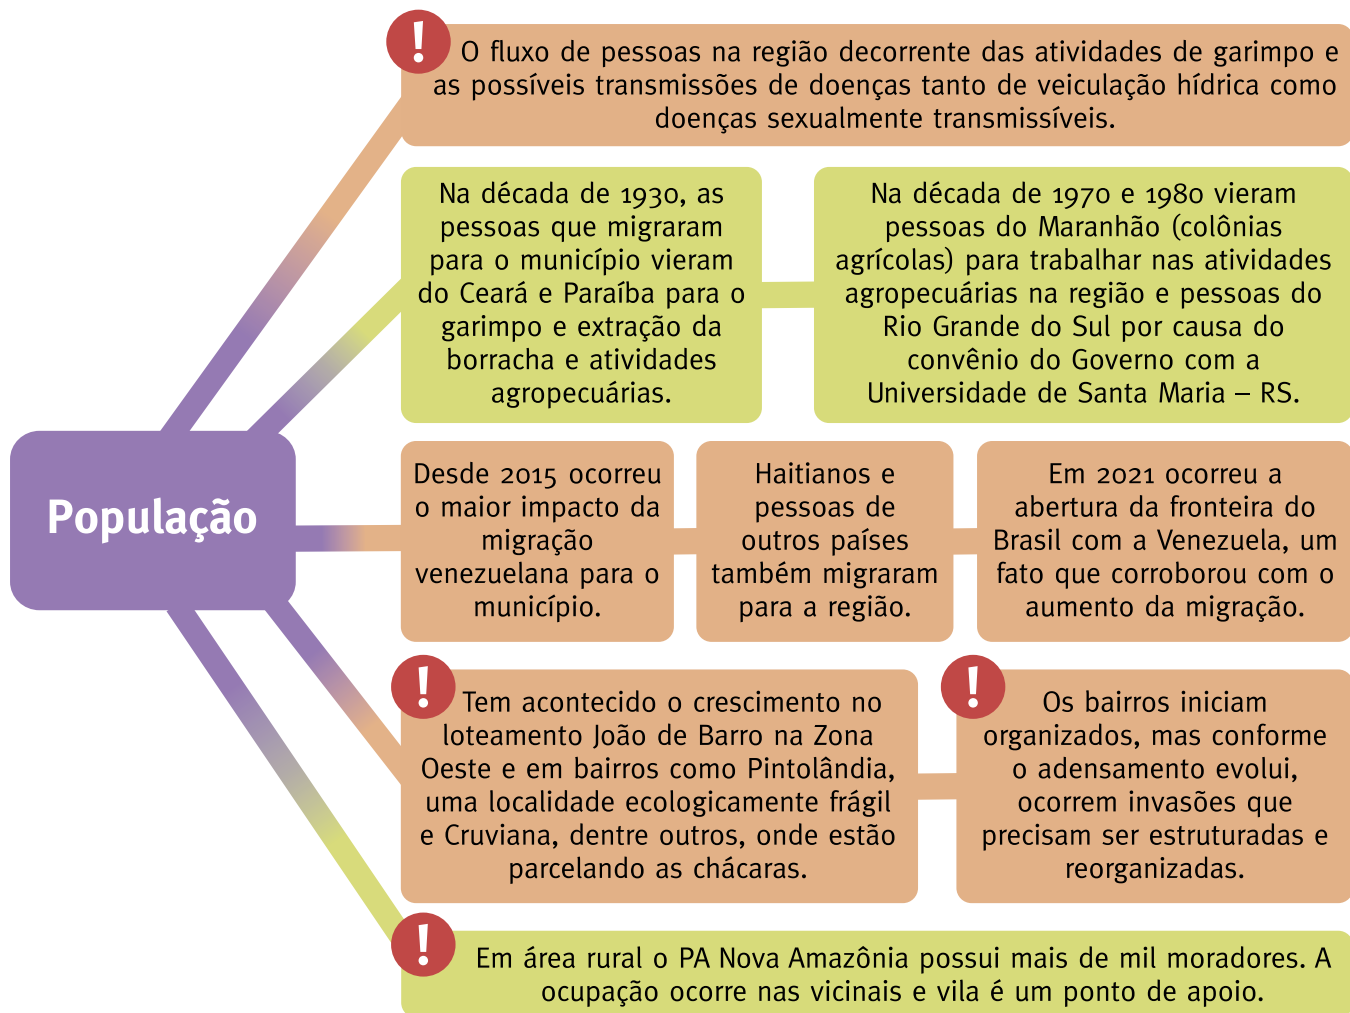 População
!
O fluxo de pessoas na região decorrente das atividades de garimpo e
as possíveis transmissões de doenças tanto de veiculação hídrica como
doenças sexualmente transmissíveis.
Na década de 1930, as
pessoas que migraram
para o município vieram
do Ceará e Paraíba para o
garimpo e extração da
borracha e atividades
agropecuárias.
Na década de 1970 e 1980 vieram
pessoas do Maranhão (colônias
agrícolas) para trabalhar nas atividades
agropecuárias na região e pessoas do
Rio Grande do Sul por causa do
convênio do Governo com a
Universidade de Santa Maria – RS.
Desde 2015 ocorreu
o maior impacto da
migração
venezuelana para o
município.
Haitianos e
pessoas de
outros países
também migraram
para a região.
Em 2021 ocorreu a
abertura da fronteira do
Brasil com a Venezuela, um
fato que corroborou com o
aumento da migração.
!
Tem acontecido o crescimento no
loteamento João de Barro na Zona
Oeste e em bairros como Pintolândia,
uma localidade ecologicamente frágil
e Cruviana, dentre outros, onde estão
parcelando as chácaras.
!
Os bairros iniciam
organizados, mas conforme
o adensamento evolui,
ocorrem invasões que
precisam ser estruturadas e
reorganizadas.
!
Em área rural o PA Nova Amazônia possui mais de mil moradores. A
ocupação ocorre nas vicinais e vila é um ponto de apoio.